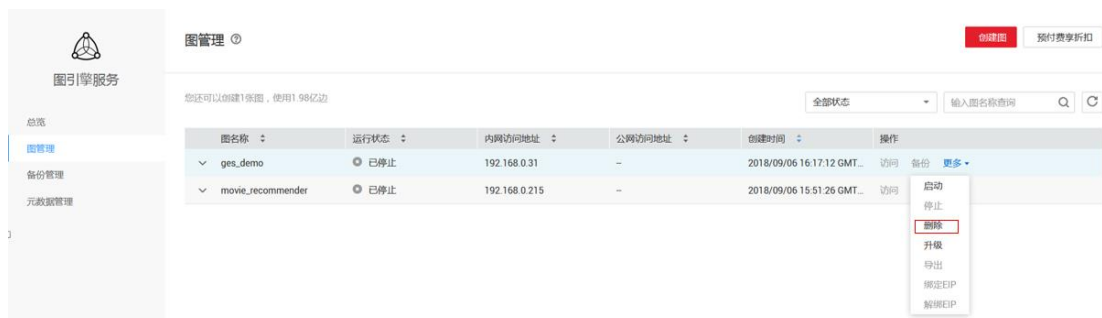 图引擎服务
总览
图管理
备份管理
元数据管理
图管理
创建图 预付费享折扣
您还可以创建1张图，使用1.98亿边
全部状态 输入图名称查询
图名称 运行状态 内网访问地址 公网访问地址 创建时间 操作
ges_demo 已停止 192.168.0.31 -- 2018/09/06 16:17:12 GMT... 访问 备份 更多
movie_recommender 已停止 192.168.0.215 -- 2018/09/06 15:51:26 GMT... 访问
启动
停止
删除
升级
导出
绑定EIP
解绑EIP